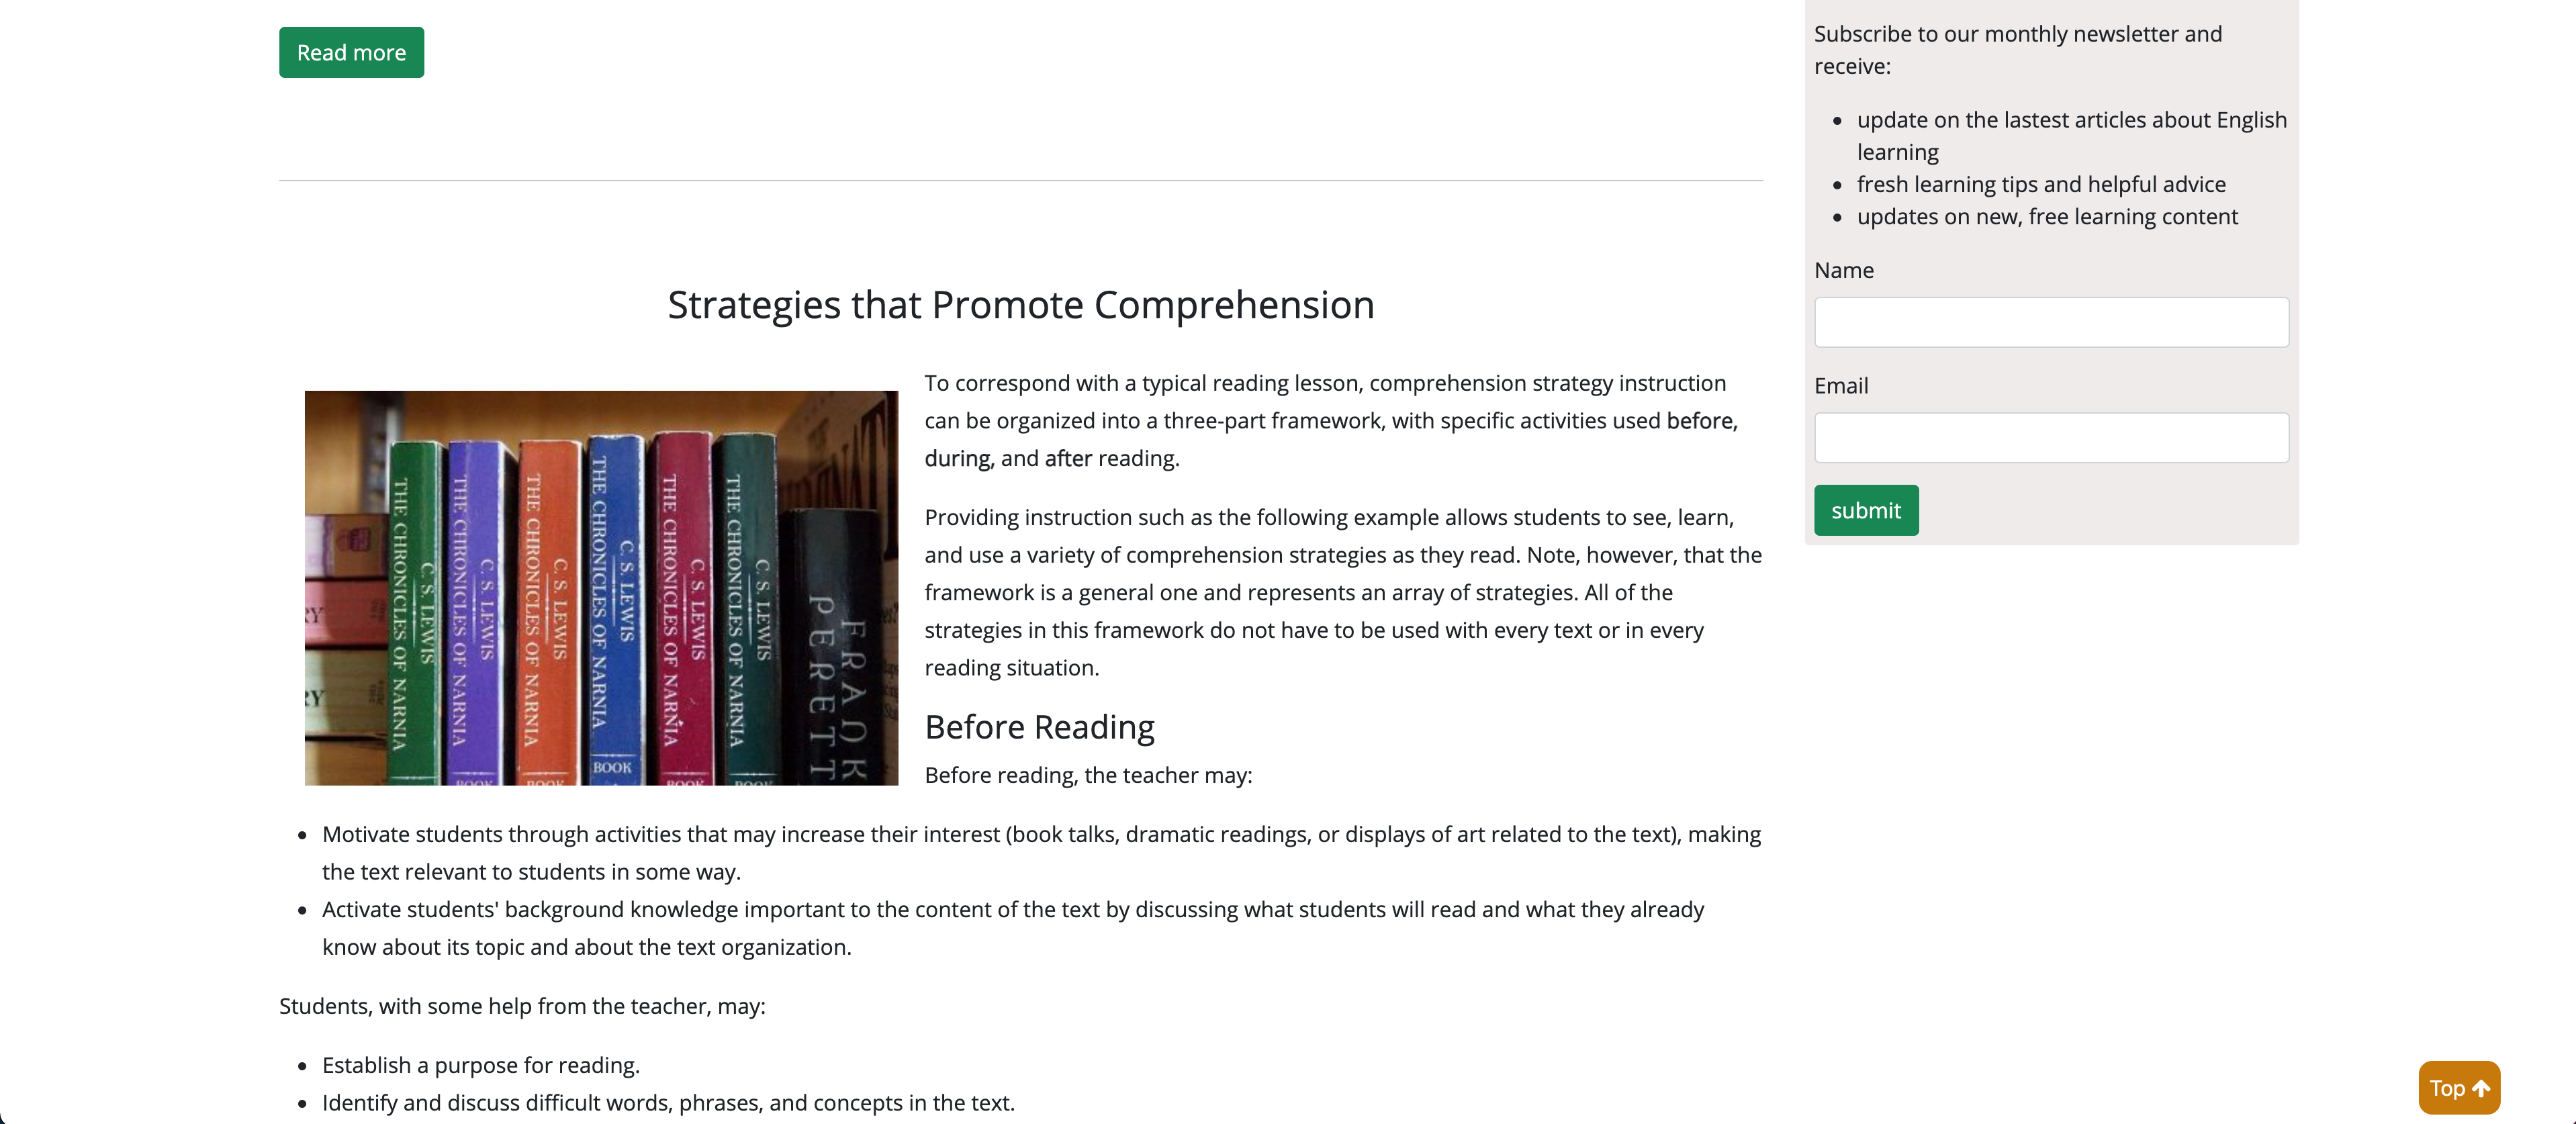 Read more
Strategies that Promote Comprehension
To correspond with a typical reading lesson, comprehension strategy instruction
can be organized into a three-part framework, with specific activities used before,
during, and after reading.
Providing instruction such as the following example allows students to see, learn,
and use a variety of comprehension strategies as they read. Note, however, that the
framework is a general one and represents an array of strategies. All of the
strategies in this framework do not have to be used with every text or in every
reading situation.
THE CHRONICLES OF NARNIA
C. S. LEWIS
THE CHRONICLES OF NARNIA
C. S. LEWIS
BOOK
THE CHRONICLES OF NARNIA
C. S. LEWIS
BOOK
THE CHRONICLES OF NARNIA
C. S. LEWIS
BOOK
THE CHRONICLES OF NARNIA
C. S. LEWIS
BOOK
THE CHRONICLES OF NARNIA
C. S. LEWIS
BOOK
FRANK
PERETT
Before Reading
Before reading, the teacher may:
• Motivate students through activities that may increase their interest (book talks, dramatic readings, or displays of art related to the text), making
the text relevant to students in some way.
• Activate students' background knowledge important to the content of the text by discussing what students will read and what they already
know about its topic and about the text organization.
Students, with some help from the teacher, may:
• Establish a purpose for reading.
• Identify and discuss difficult words, phrases, and concepts in the text.
Subscribe to our monthly newsletter and
receive:
• update on the lastest articles about English
learning
• fresh learning tips and helpful advice
• updates on new, free learning content
Name
Email
submit
Top